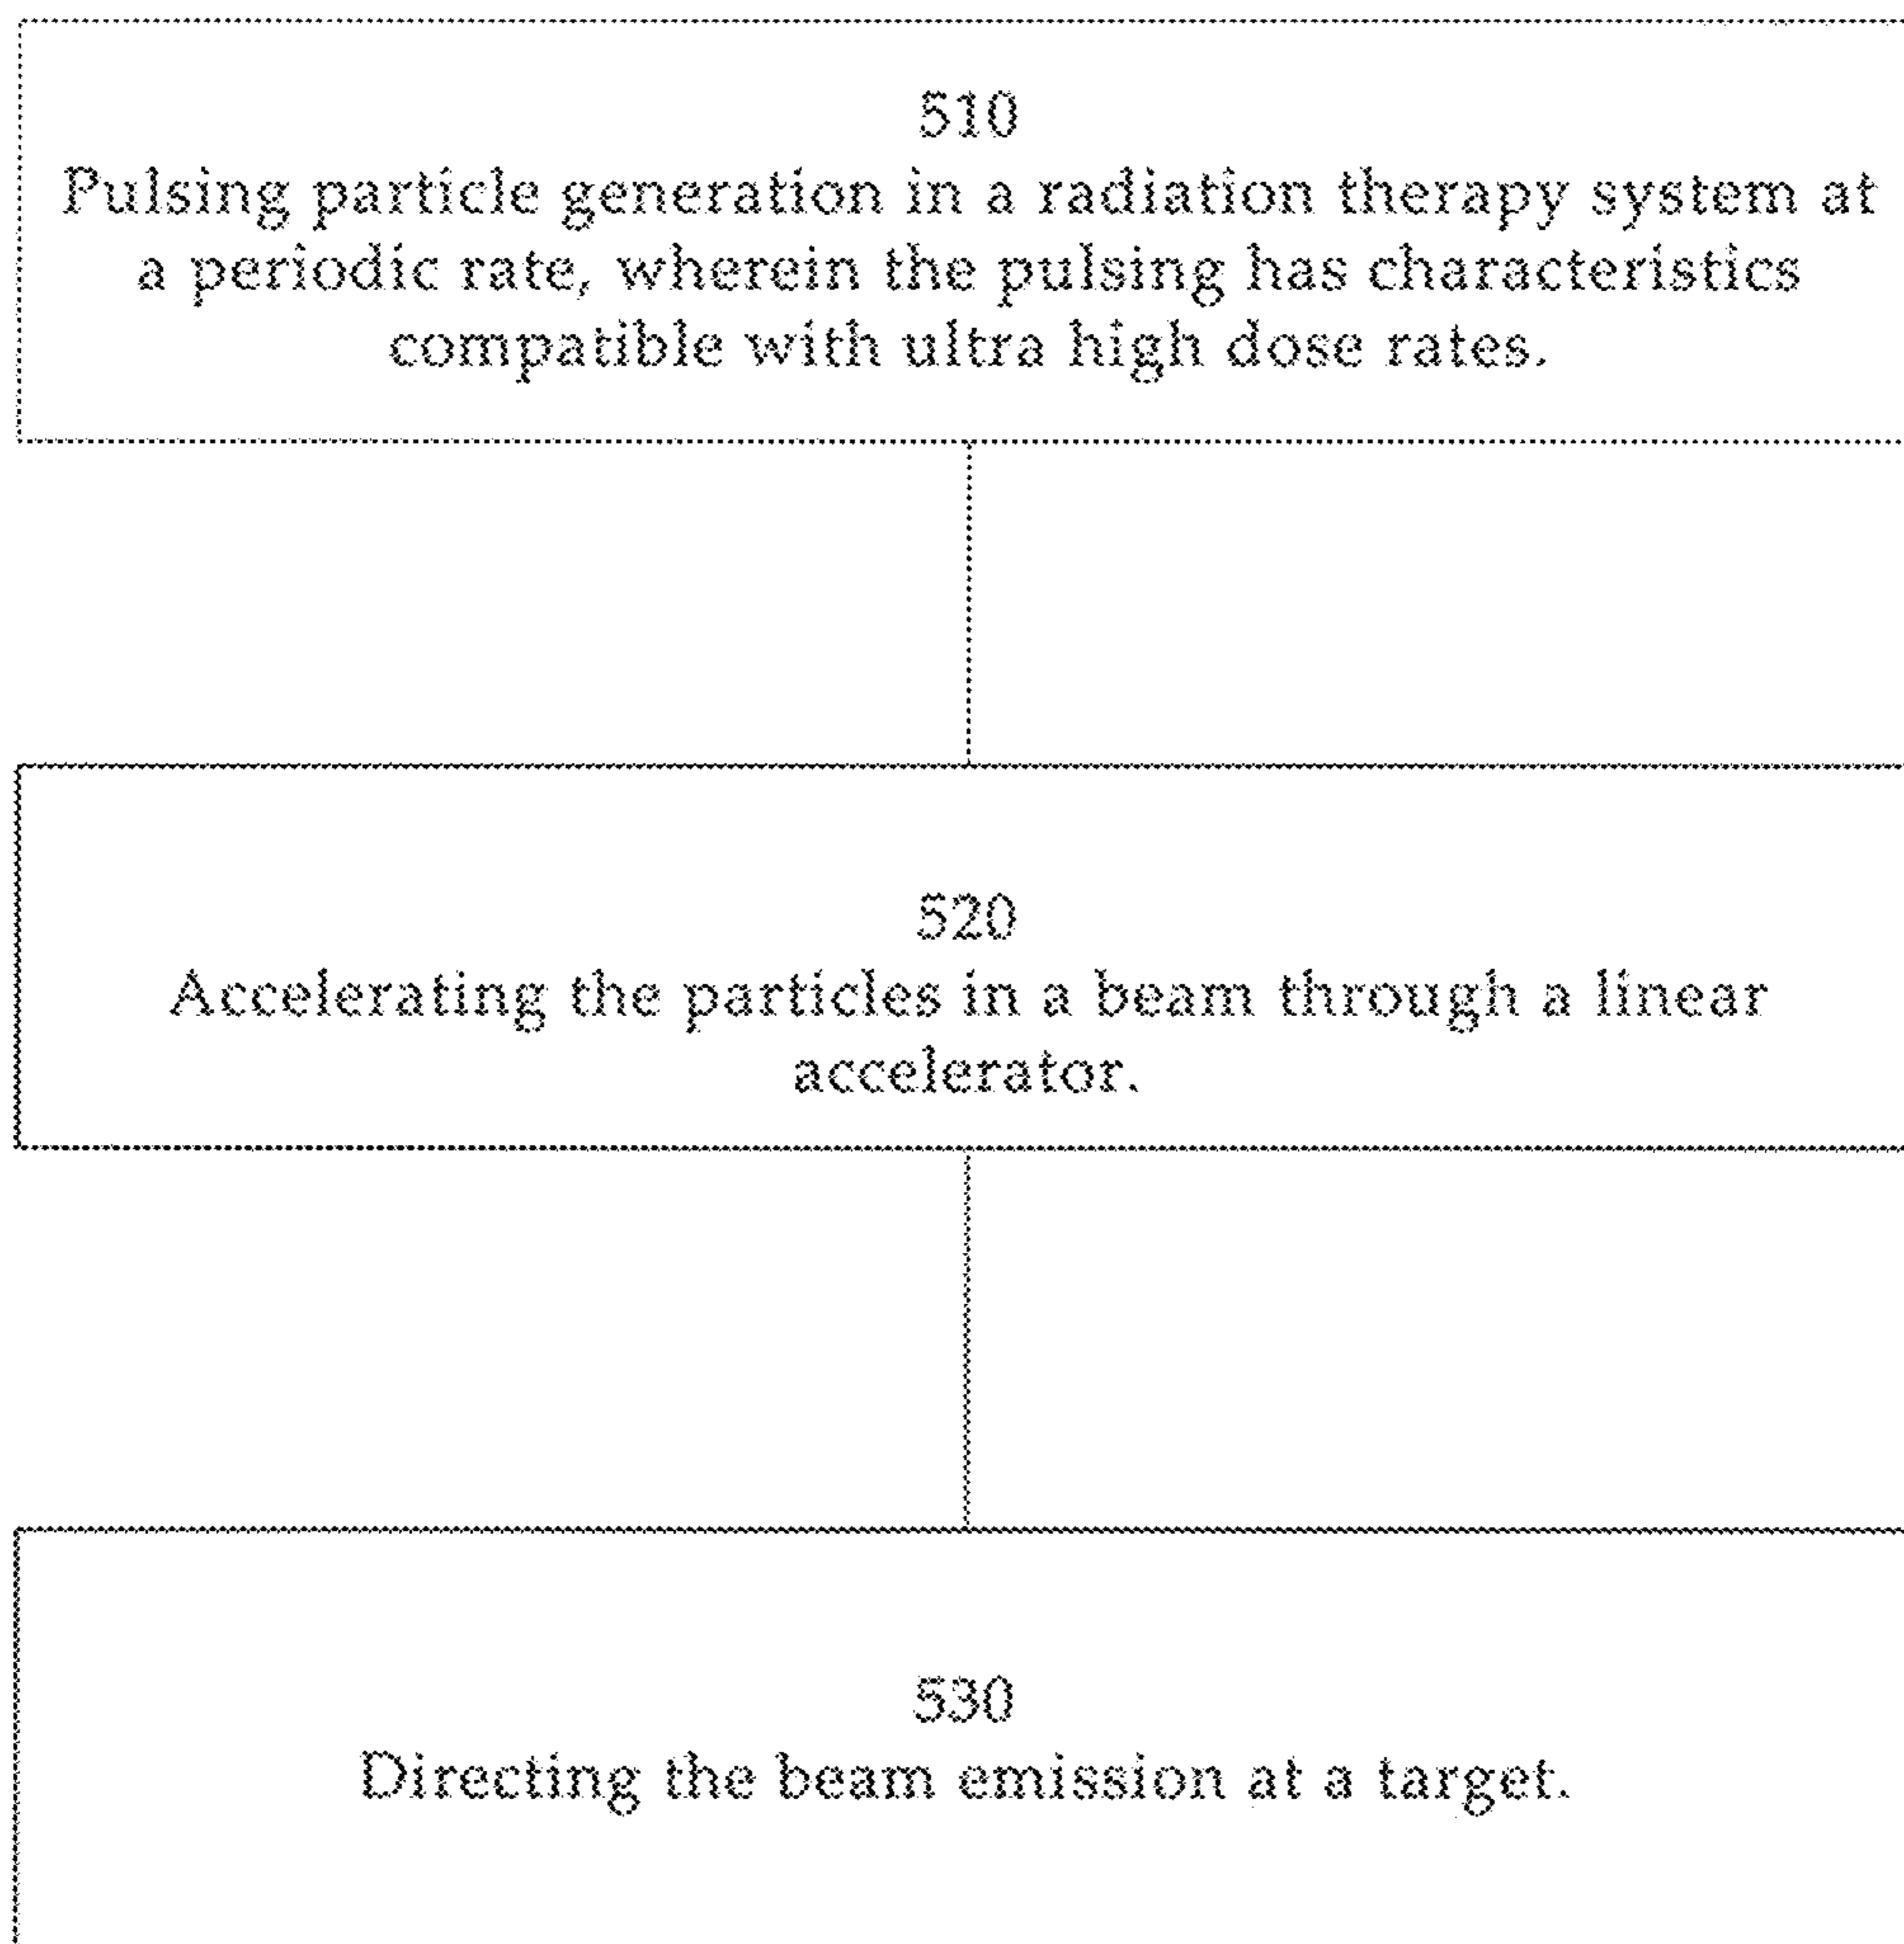 510
Pulsing particle generation in a radiation therapy system at
a periodic rate, wherein the pulsing has characteristics
compatible with ultra high dose rates.
520
Accelerating the particles in a beam through a linear
accelerator.
530
Directing the beam emission at a target.